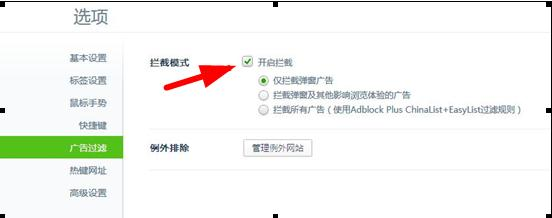 选项
基本设置
标签设置
鼠标手势
快捷键
广告过滤
热键网址
高级设置
拦截模式
开启拦截
仅拦截弹窗广告
拦截弹窗及其他影响浏览体验的广告
拦截所有广告（使用Adblock Plus ChinaList+EasyList过滤规则）
例外排除
管理例外网站